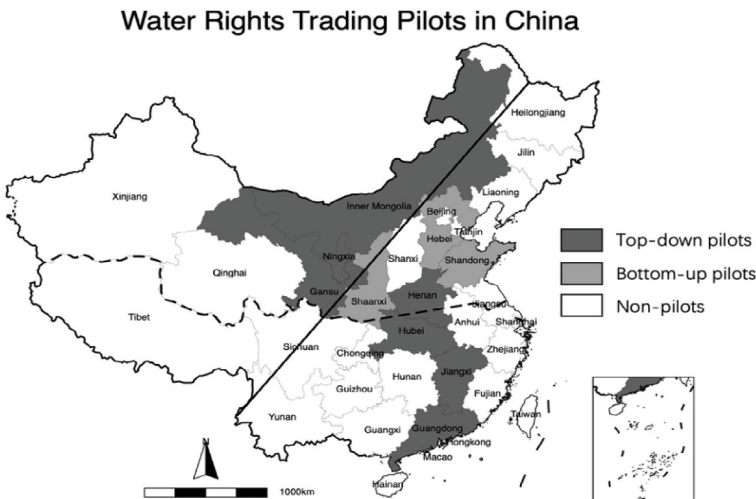 Water Rights Trading Pilots in China
Heilongjiang
Jilin
Liaoning
Xinjiang
Inner Mongolia
Beijing
Tianjin
Hebei
Ningxia
Shanxi
Shandong
Qinghai
Gansu
Shaanxi
Henan
Jiangsu
Tibet
Hubei
Anhui
Shanghai
Sichuan
Zhejiang
Chongqing
Jiangxi
Hunan
Guizhou
Fujian
Yunan
Taiwan
Guangxi
Guangdong
Hongkong
Macao
Hainan
Top-down pilots
Bottom-up pilots
Non-pilots
N
1000km